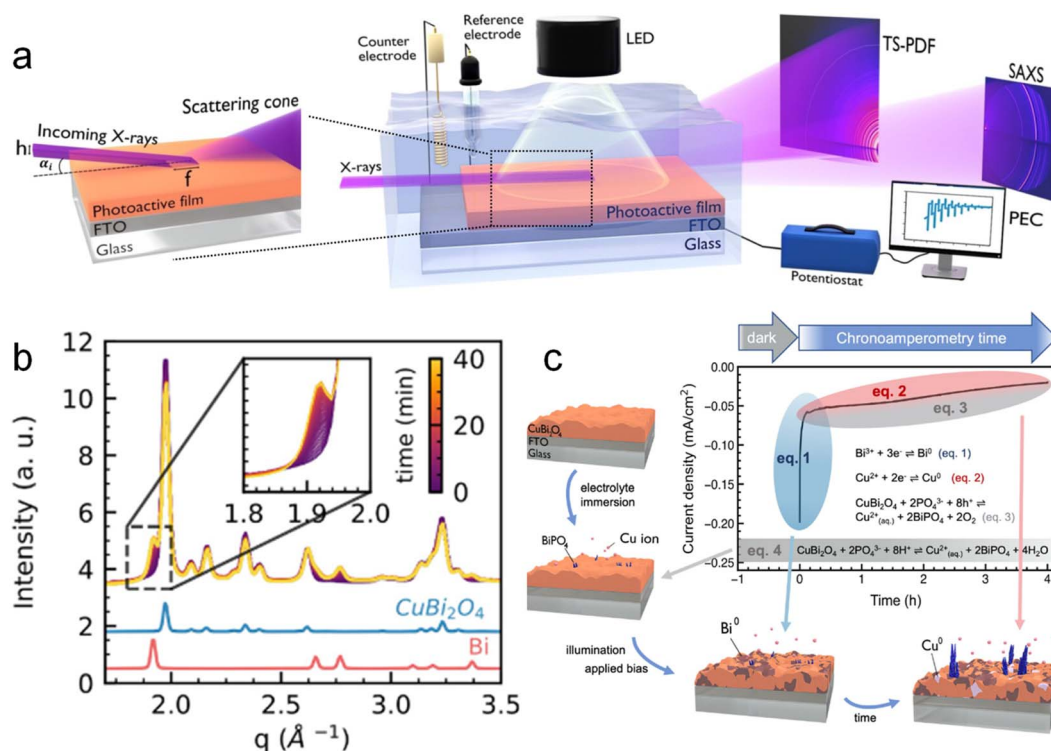 a
Counter
electrode
Reference
electrode
LED
TS-PDF
SAXS
Scattering cone
Incoming X-rays
h
αi
f
Photoactive film
FTO
Glass
X-rays
Photoactive film
FTO
Glass
PEC
Potentiostat
b
Intensity (a. u.)
12
10
8
6
4
2
0
1.8 1.9 2.0
time (min)
40
20
0
CuBi2O4
Bi
2.0 2.5 3.0 3.5
q (Å ⁻¹)
c
dark
Chronoamperometry time
CuBi2O4
FTO
Glass
electrolyte
immersion
BiPO4
Cu ion
illumination
applied bias
Current density (mA/cm²)
0.00
−0.05
−0.10
−0.15
−0.20
−0.25
eq. 1
eq. 2
eq. 3
Bi³⁺ + 3e⁻ ⇌ Bi⁰ (eq. 1)
Cu²⁺ + 2e⁻ ⇌ Cu⁰ (eq. 2)
CuBi2O4 + 2PO4³⁻ + 8h⁺ ⇌
Cu²⁺(aq.) + 2BiPO4 + 2O2 (eq. 3)
eq. 4 CuBi2O4 + 2PO4³⁻ + 8H⁺ ⇌ Cu²⁺(aq.) + 2BiPO4 + 4H2O
−1 0 1 2 3 4
Time (h)
Bi⁰
time
Cu⁰